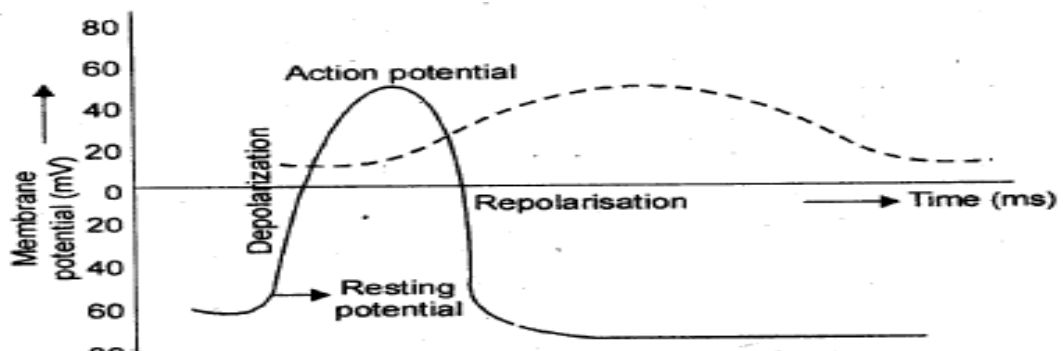 80
60
Action potential
40
20
0
20
40
60
Depolarization
Membrane
potential (mV)
Repolarisation
Time (ms)
Resting
potential